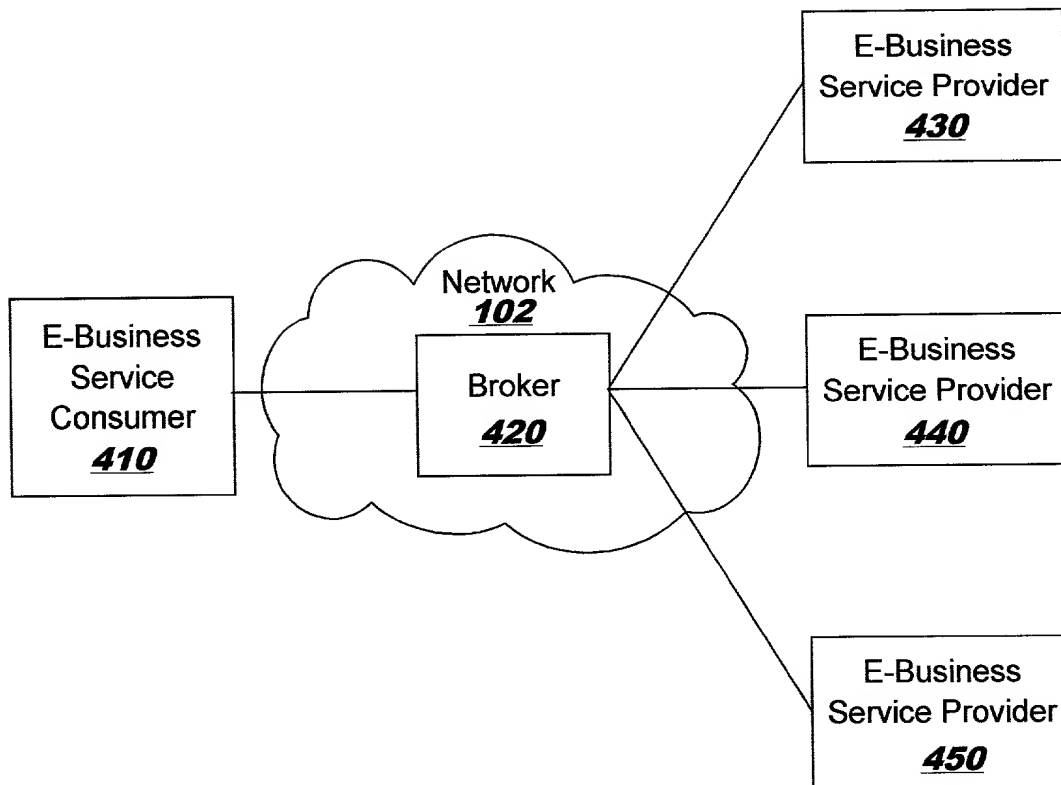 E-Business
Service Provider
430
Network
102
E-Business
Service
Consumer
410
Broker
420
E-Business
Service Provider
440
E-Business
Service Provider
450